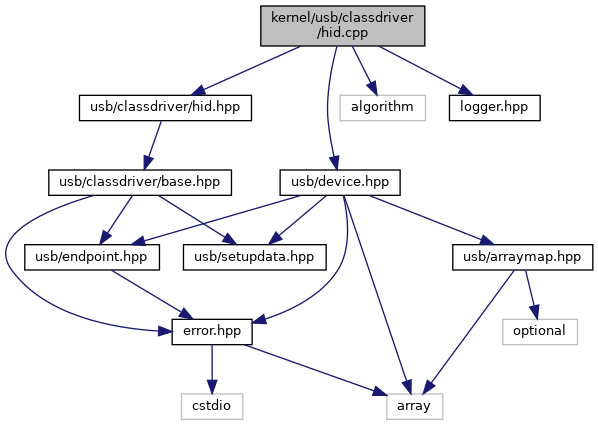 kernel/usb/classdriver
/hid.cpp
usb/classdriver/hid.hpp
algorithm
logger.hpp
usb/classdriver/base.hpp
usb/device.hpp
usb/endpoint.hpp
usb/setupdata.hpp
usb/arraymap.hpp
error.hpp
optional
cstdio
array